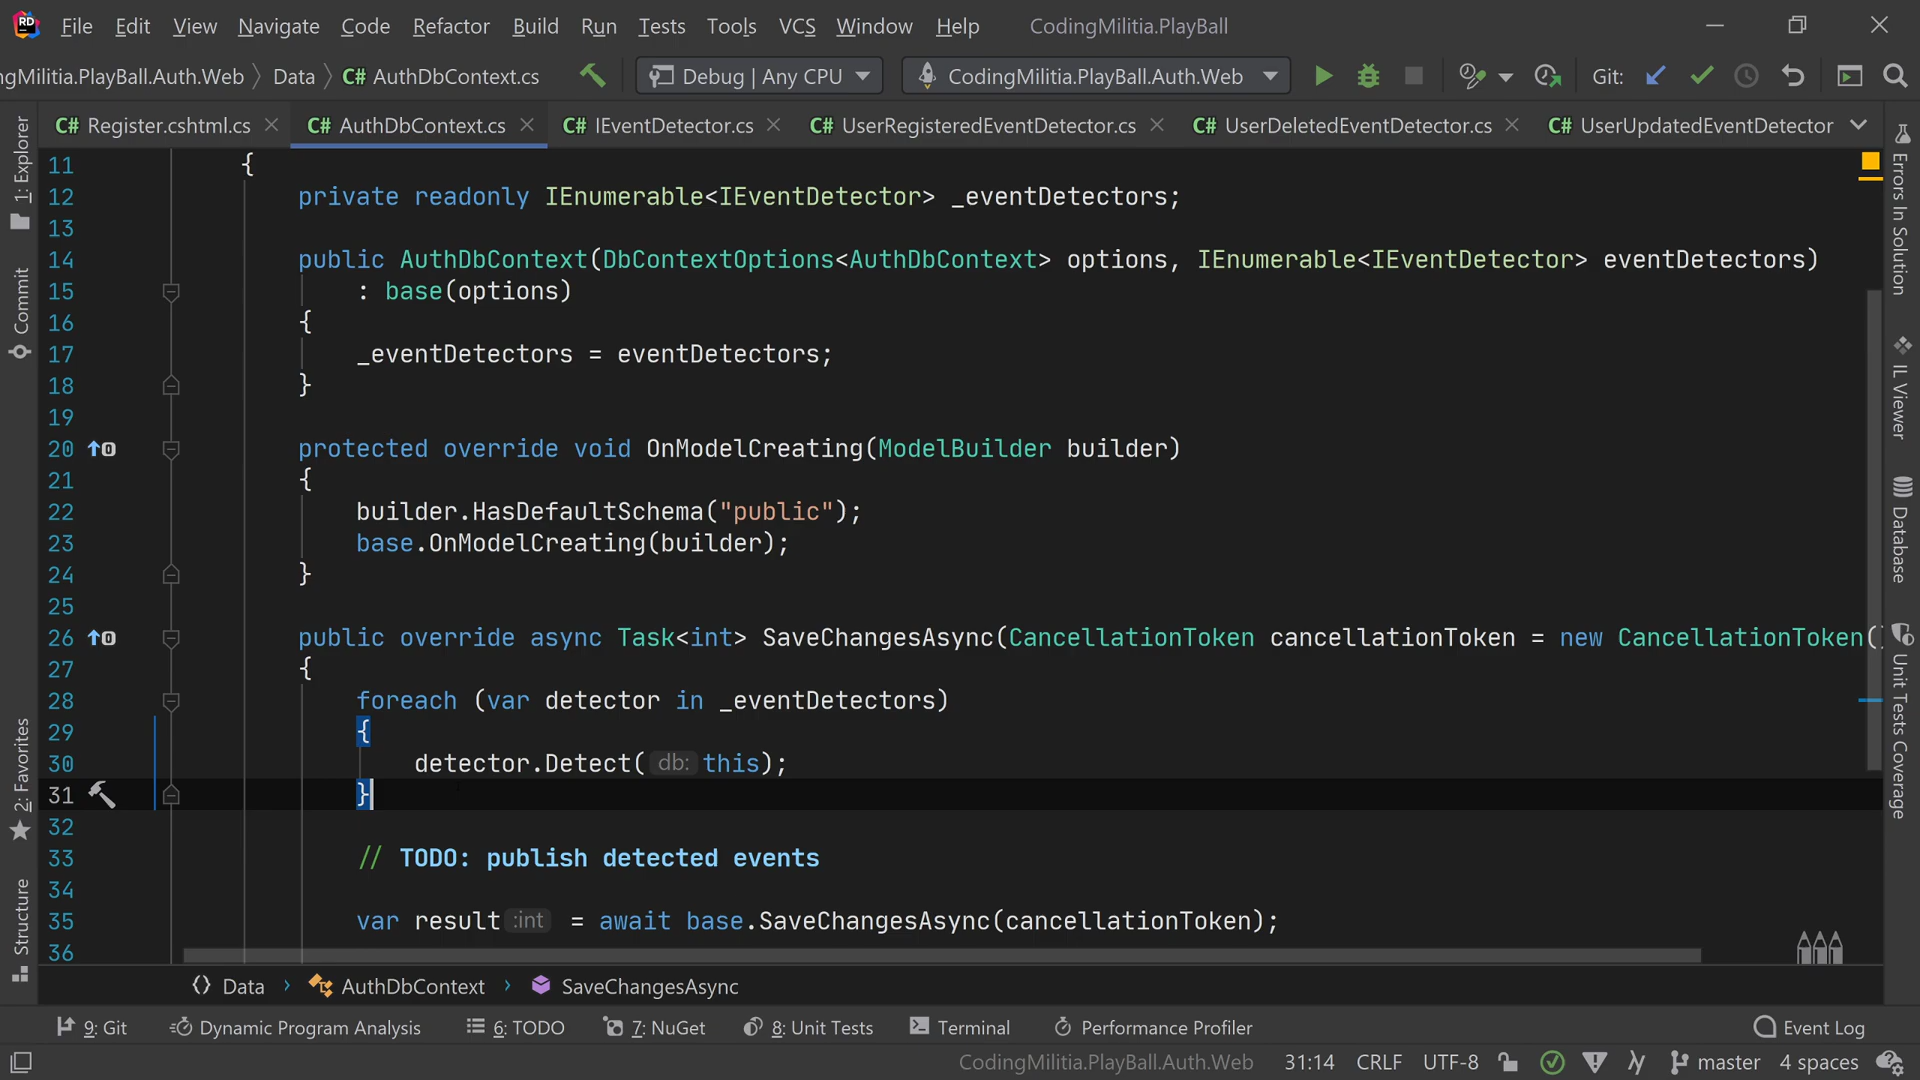 RD File Edit View Navigate Code Refactor Build Run Tests Tools VCS Window Help CodingMilitia.PlayBall
ngMilitia.PlayBall.Auth.Web Data C# AuthDbContext.cs Debug | Any CPU CodingMilitia.PlayBall.Auth.Web Git:
C# Register.cshtml.cs C# AuthDbContext.cs C# IEventDetector.cs C# UserRegisteredEventDetector.cs C# UserDeletedEventDetector.cs C# UserUpdatedEventDetector
1: Explorer
Commit
2: Favorites
Structure
11 {
12 private readonly IEnumerable<IEventDetector> _eventDetectors;
13
14 public AuthDbContext(DbContextOptions<AuthDbContext> options, IEnumerable<IEventDetector> eventDetectors)
15 : base(options)
16 {
17 _eventDetectors = eventDetectors;
18 }
19
20 protected override void OnModelCreating(ModelBuilder builder)
21 {
22 builder.HasDefaultSchema("public");
23 base.OnModelCreating(builder);
24 }
25
26 public override async Task<int> SaveChangesAsync(CancellationToken cancellationToken = new CancellationToken()
27 {
28 foreach (var detector in _eventDetectors)
29 {
30 detector.Detect( db: this);
31 }
32
33 // TODO: publish detected events
34
35 var result :int = await base.SaveChangesAsync(cancellationToken);
36
Errors In Solution
IL Viewer
Database
Unit Tests Coverage
Data AuthDbContext SaveChangesAsync
9: Git Dynamic Program Analysis 6: TODO 7: NuGet 8: Unit Tests Terminal Performance Profiler Event Log
CodingMilitia.PlayBall.Auth.Web 31:14 CRLF UTF-8 master 4 spaces